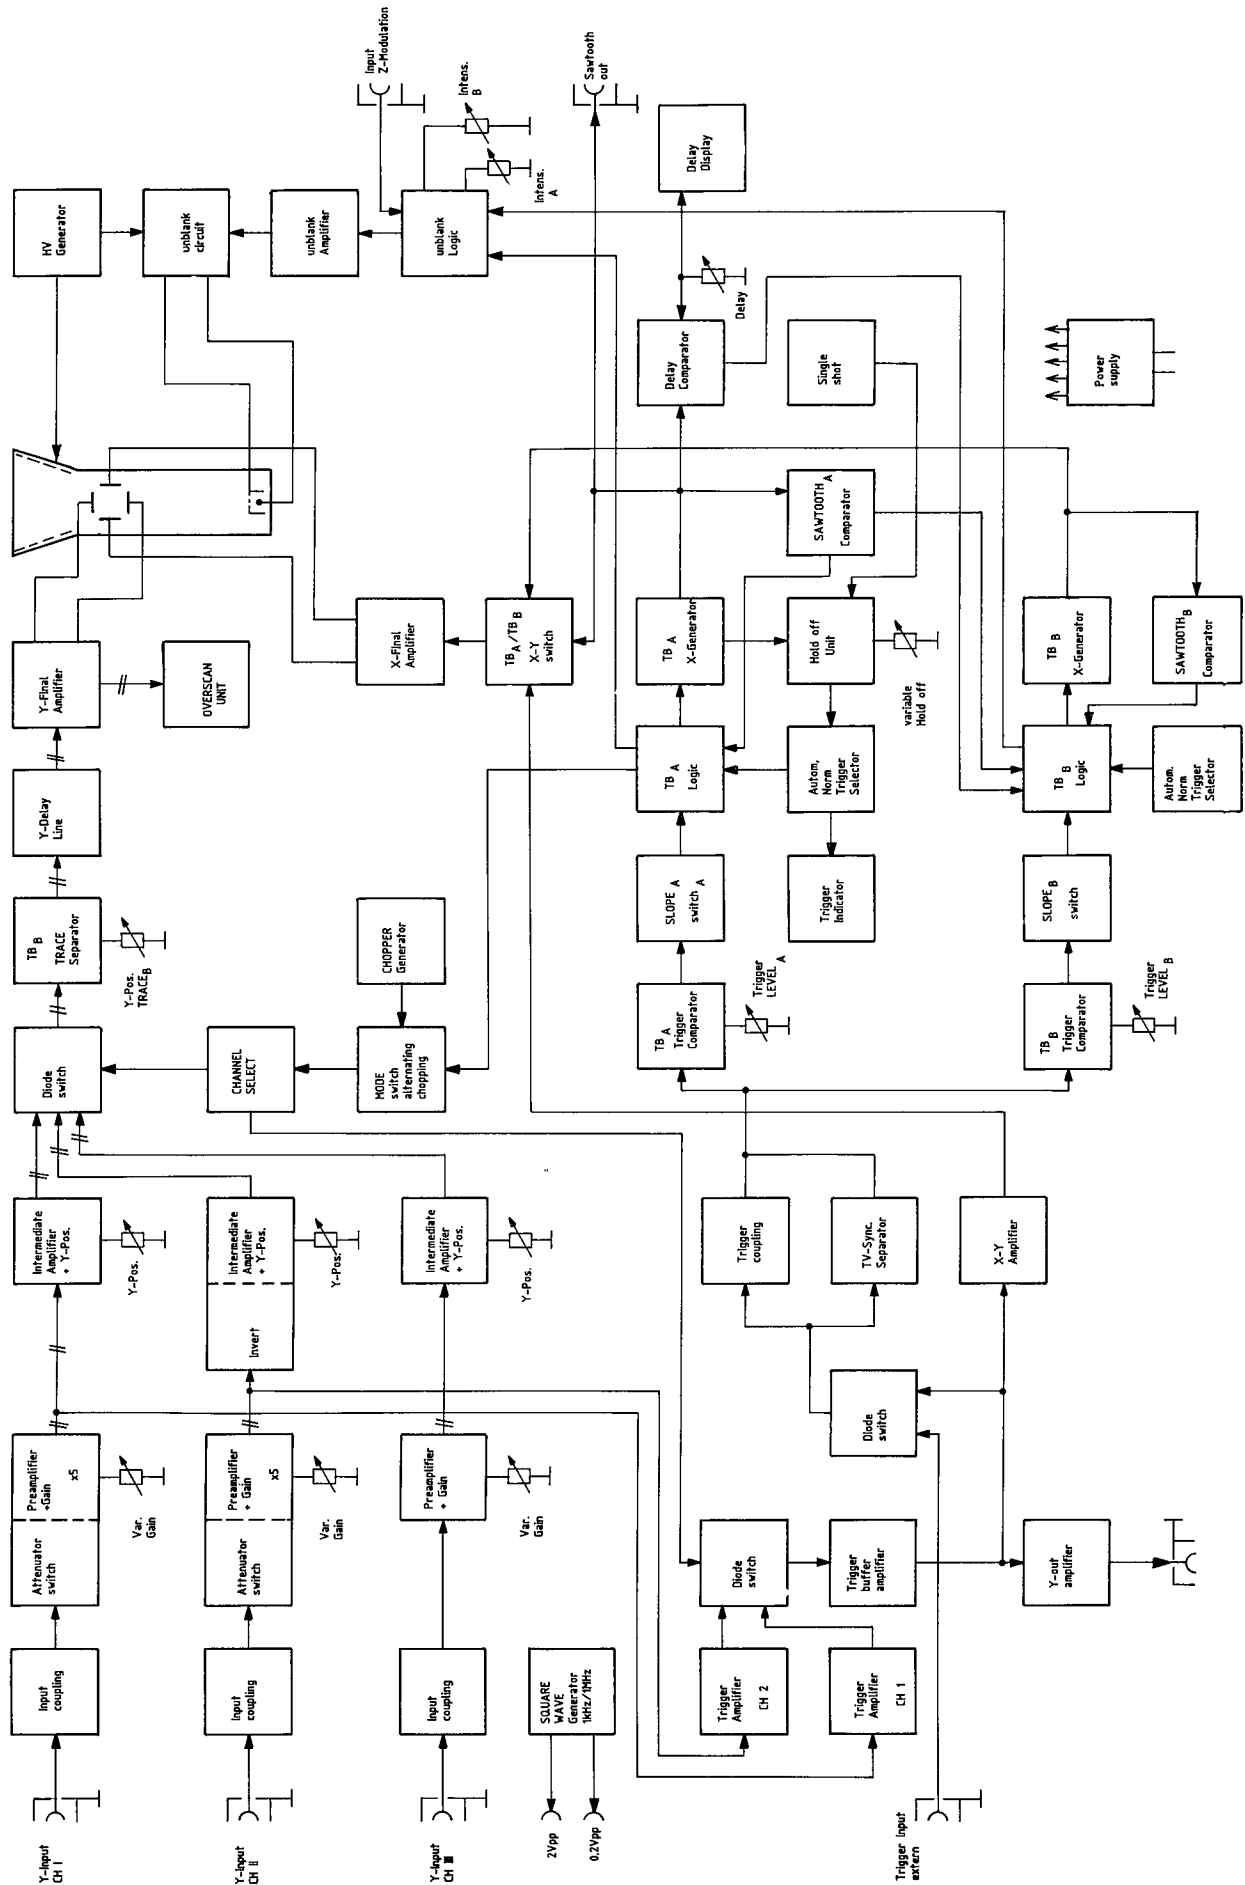 Y-Input
CH I
Input
coupling
Attenuator
switch
Preamplifier
+Gain
x5
Var.
Gain
Intermediate
Amplifier
+ Y-Pos.
Y-Pos.
Diode
switch
TB B
TRACE
Separator
Y-Pos.
TRACE B
Y-Delay
Line
Y-Final
Amplifier
OVERSCAN
UNIT
HV
Generator
unblank
circuit
unblank
Amplifier
unblank
Logic
Intens.
A
Intens.
B
Input
Z-Modulation
Y-Input
CH II
Input
coupling
Attenuator
switch
Preamplifier
+ Gain
x5
Var.
Gain
Invert
Intermediate
Amplifier
+ Y-Pos.
Y-Pos.
CHANNEL
SELECT
MODE
switch
alternating
chopping
CHOPPER
Generator
X-Final
Amplifier
TB A / TB B
X-Y
switch
Sawtooth
out
Y-Input
CH III
Input
coupling
Preamplifier
+ Gain
Var.
Gain
Intermediate
Amplifier
+ Y-Pos.
Y-Pos.
2Vpp
0.2Vpp
SQUARE
WAVE
Generator
1kHz/1MHz
Trigger
Amplifier
CH 2
Trigger
Amplifier
CH 1
Diode
switch
Trigger
buffer
amplifier
Y-out
amplifier
Trigger Input
extern
Diode
switch
Trigger
coupling
TV-Sync.
Separator
X-Y
Amplifier
TB A
Trigger
Comparator
Trigger
LEVEL A
SLOPE A
switch A
TB A
Logic
TB A
X-Generator
Delay
Comparator
Delay
Delay
Display
Trigger
Indicator
Autom.
Norm
Trigger
Selector
Hold off
Unit
variable
Hold off
SAWTOOTH A
Comparator
Single
shot
TB B
Trigger
Comparator
Trigger
LEVEL B
SLOPE B
switch
TB B
Logic
TB B
X-Generator
Autom.
Norm
Trigger
Selector
SAWTOOTH B
Comparator
Power
supply